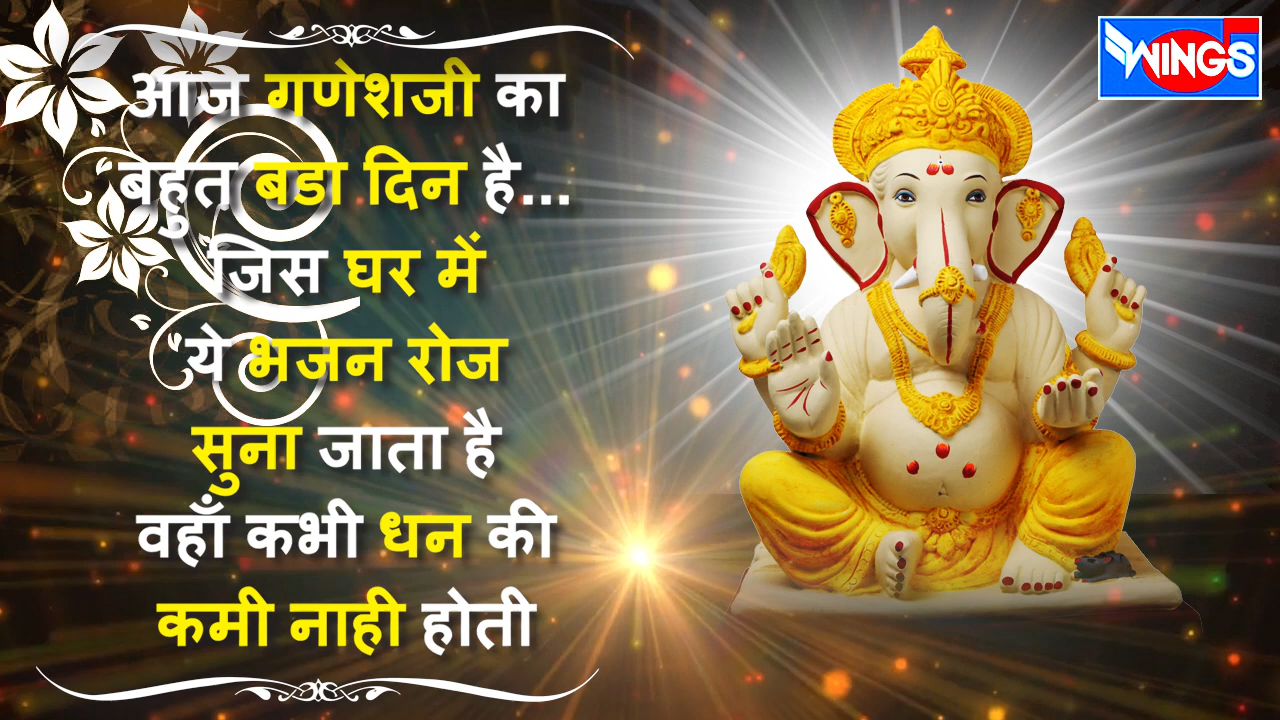 आज गणेशजी का
बहुत बडा दिन है...
जिस घर में
ये भजन रोज
सुना जाता है
वहाँ कभी धन की
कमी नाही होती
WINGS